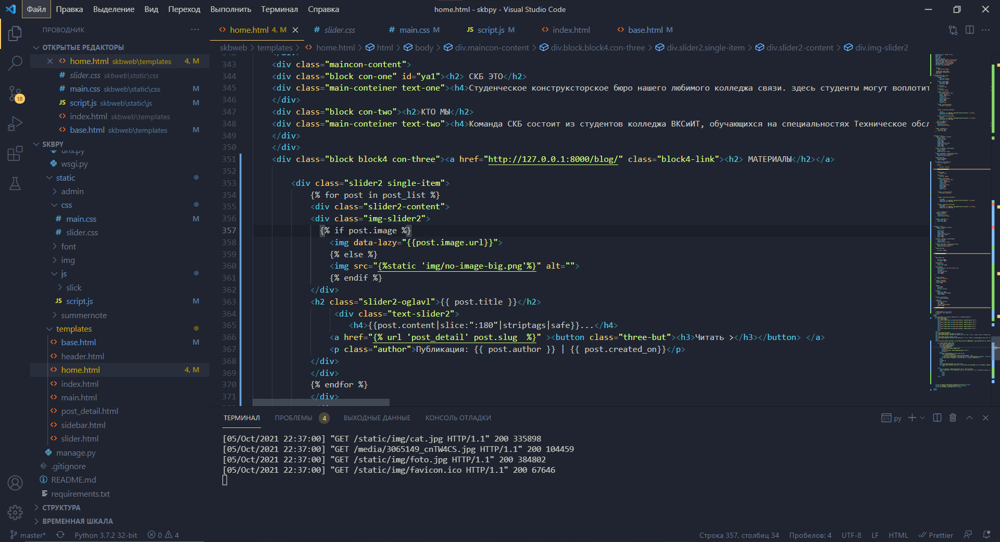 Файл Правка Выделение Вид Переход Выполнить Терминал Справка
home.html - skbpy - Visual Studio Code
ПРОВОДНИК
ОТКРЫТЫЕ РЕДАКТОРЫ
home.html skbweb\templates 4, M
slider.css skbweb\static\css
main.css skbweb\static\css M
script.js skbweb\static\js M
index.html skbweb\templates
base.html skbweb\templates M
SKBPY
urls.py
wsgi.py
static
admin
css
main.css M
slider.css
font
img
js
slick
script.js M
summernote
templates
base.html M
header.html
home.html 4, M
index.html
main.html
post_detail.html
sidebar.html
slider.html
manage.py
.gitignore
README.md
requirements.txt
СТРУКТУРА
ВРЕМЕННАЯ ШКАЛА
18
home.html 4, M slider.css main.css M script.js M index.html base.html M
skbweb > templates > home.html > html > body > div.maincon-content > div.block.block4.con-three > div.slider2.single-item > div.slider2-content > div.img-slider2
342 </div>
343 <div class="maincon-content">
344 <div class="block con-one" id="ya1"><h2> СКБ ЭТО</h2>
345 <div class="main-conteiner text-one"><h4>Студенческое конструксторское бюро нашего любимого колледжа связи. здесь студенты могут воплотит
346 </div>
347 <div class="block con-two"><h2>КТО МЫ</h2>
348 <div class="main-conteiner text-two"><h4>Команда СКБ состоит из студентов колледжа ВКСиИТ, обучающихся на специальностях Техническое обсл
349 </div>
350 </div>
351 <div class="block block4 con-three"><a href="http://127.0.0.1:8000/blog/" class="block4-link"><h2> МАТЕРИАЛЫ</h2></a>
352
353 <div class="slider2 single-item">
354 {% for post in post_list %}
355 <div class="slider2-content">
356 <div class="img-slider2">
357 {% if post.image %}
358 <img data-lazy="{{post.image.url}}">
359 {% else %}
360 <img src="{%static 'img/no-image-big.png'%}" alt="">
361 {% endif %}
362 </div>
363 <h2 class="slider2-oglavl">{{ post.title }}</h2>
364 <div class="text-slider2">
365 <h4>{{post.content|slice:":180"|striptags|safe}}...</h4>
366 <a href="{% url 'post_detail' post.slug  %}" ><button class="three-but"><h3>Читать ></h3></button> </a>
367 <p class="author">Публикация: {{ post.author }} | {{ post.created_on}}</p>
368 </div>
369 </div>
370 {% endfor %}
371 </div>
ТЕРМИНАЛ ПРОБЛЕМЫ 4 ВЫХОДНЫЕ ДАННЫЕ КОНСОЛЬ ОТЛАДКИ
py
[05/Oct/2021 22:37:00] "GET /static/img/cat.jpg HTTP/1.1" 200 335898
[05/Oct/2021 22:37:00] "GET /media/3065149_cnTW4CS.jpg HTTP/1.1" 200 104459
[05/Oct/2021 22:37:00] "GET /static/img/foto.jpg HTTP/1.1" 200 384802
[05/Oct/2021 22:37:00] "GET /static/img/favicon.ico HTTP/1.1" 200 67646
master* Python 3.7.2 32-bit 0 4
Строка 357, столбец 34 Пробелов: 4 UTF-8 LF HTML Prettier